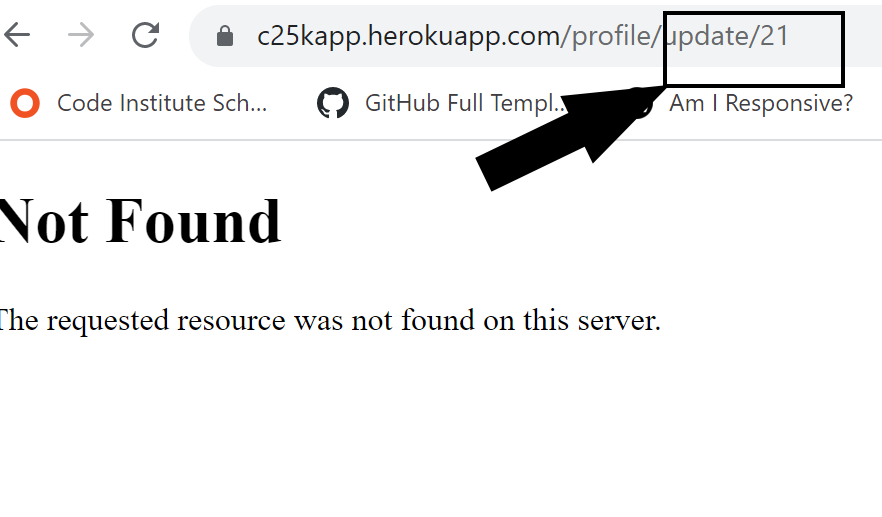 c25kapp.herokuapp.com/profile/update/21
Code Institute Sch... GitHub Full Templ... Am I Responsive?
Not Found
The requested resource was not found on this server.